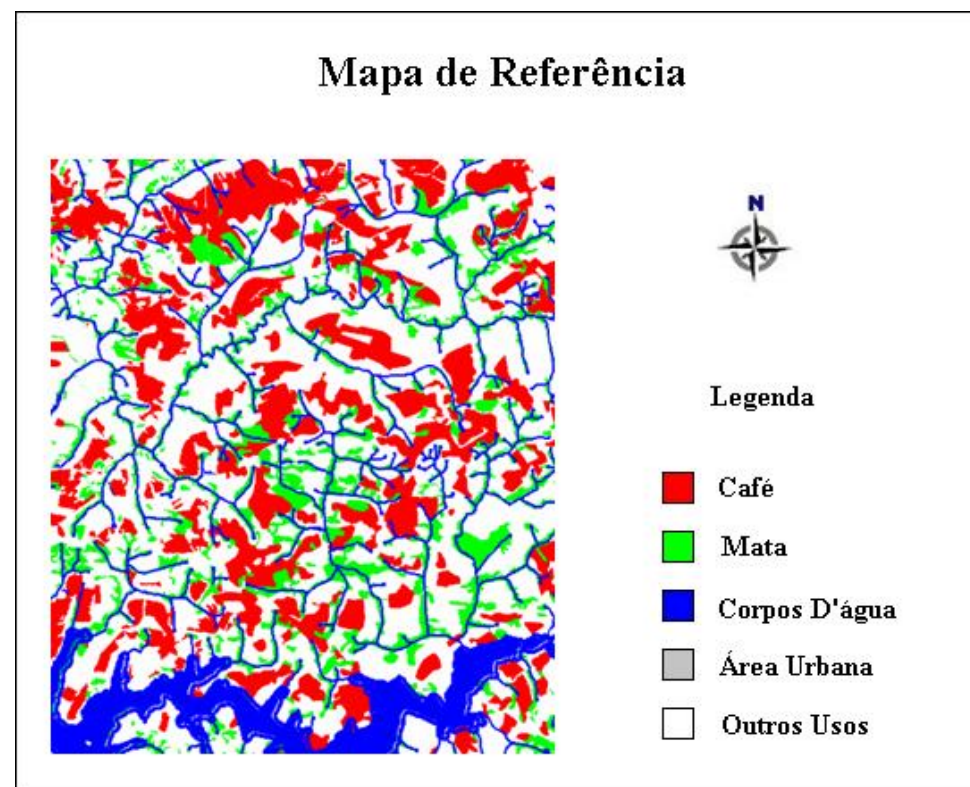 Mapa de Referência
N
Legenda
Café
Mata
Corpos D'água
Área Urbana
Outros Usos